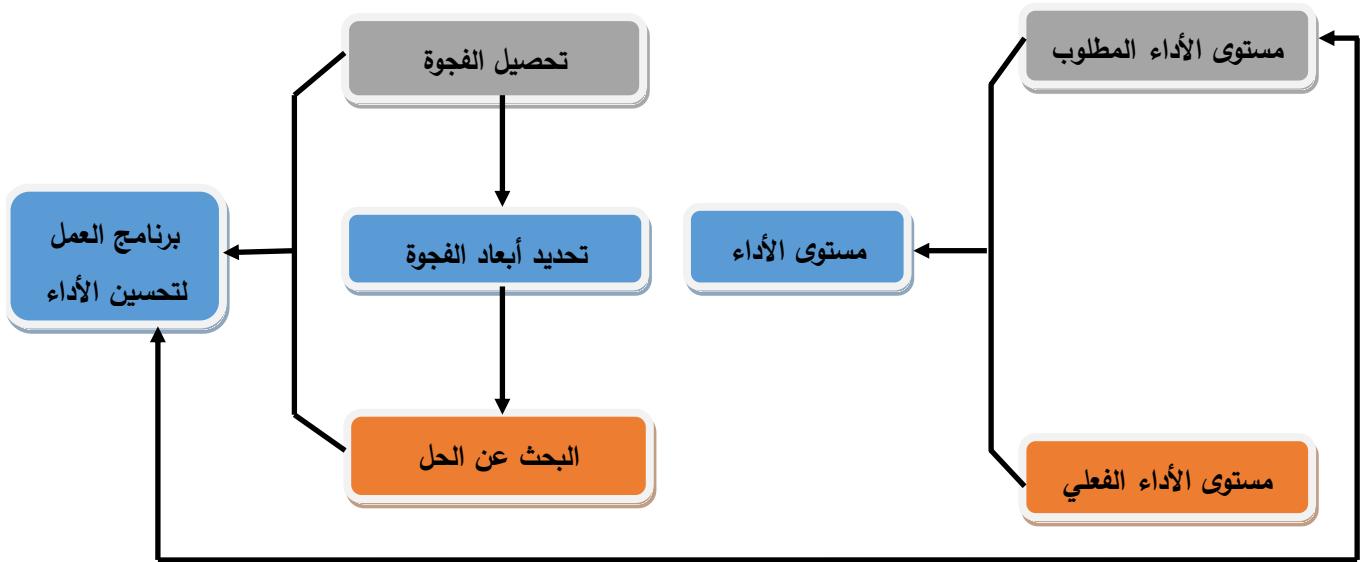 مستوى الأداء المطلوب
تحصيل الفجوة
مستوى الأداء
تحديد أبعاد الفجوة
برنامج العمل
لتحسين الأداء
مستوى الأداء الفعلي
البحث عن الحل